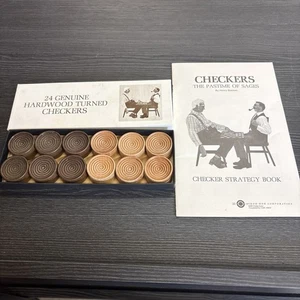 24 GENUINE
HARDWOOD TURNED
CHECKERS
CHECKERS
THE PASTIME OF SAGES
CHECKER STRATEGY BOOK